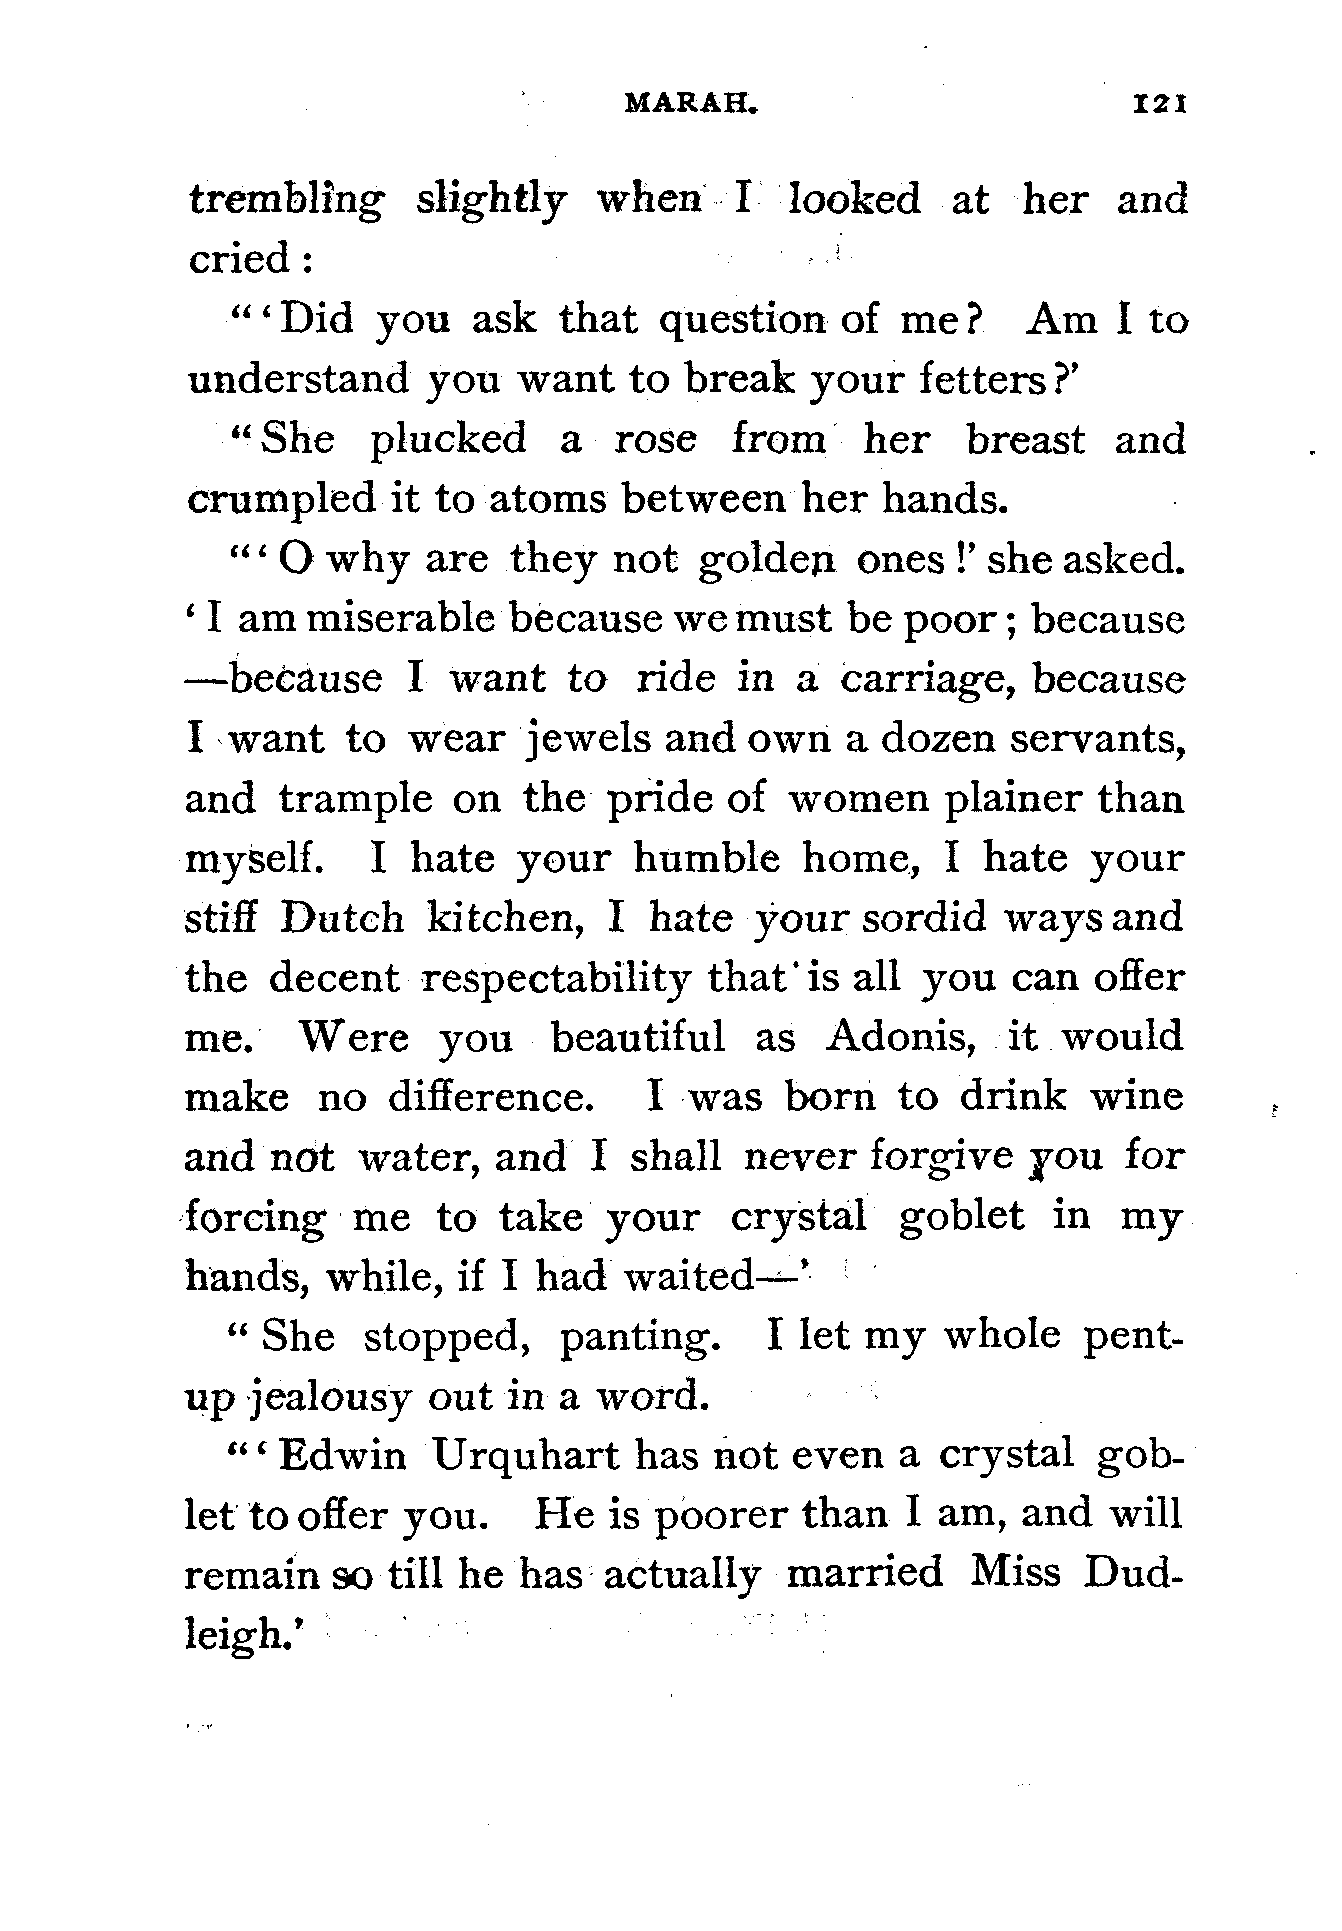 MARAH. 121
trembling slightly when I looked at her and
cried :
"'Did you ask that question of me? Am I to
understand you want to break your fetters?'
"She plucked a rose from her breast and
crumpled it to atoms between her hands.
"'O why are they not golden ones!' she asked.
'I am miserable because we must be poor; because
—because I want to ride in a carriage, because
I want to wear jewels and own a dozen servants,
and trample on the pride of women plainer than
myself. I hate your humble home, I hate your
stiff Dutch kitchen, I hate your sordid ways and
the decent respectability that is all you can offer
me. Were you beautiful as Adonis, it would
make no difference. I was born to drink wine
and not water, and I shall never forgive you for
forcing me to take your crystal goblet in my
hands, while, if I had waited—'
"She stopped, panting. I let my whole pent-
up jealousy out in a word.
"'Edwin Urquhart has not even a crystal gob-
let to offer you. He is poorer than I am, and will
remain so till he has actually married Miss Dud-
leigh.'